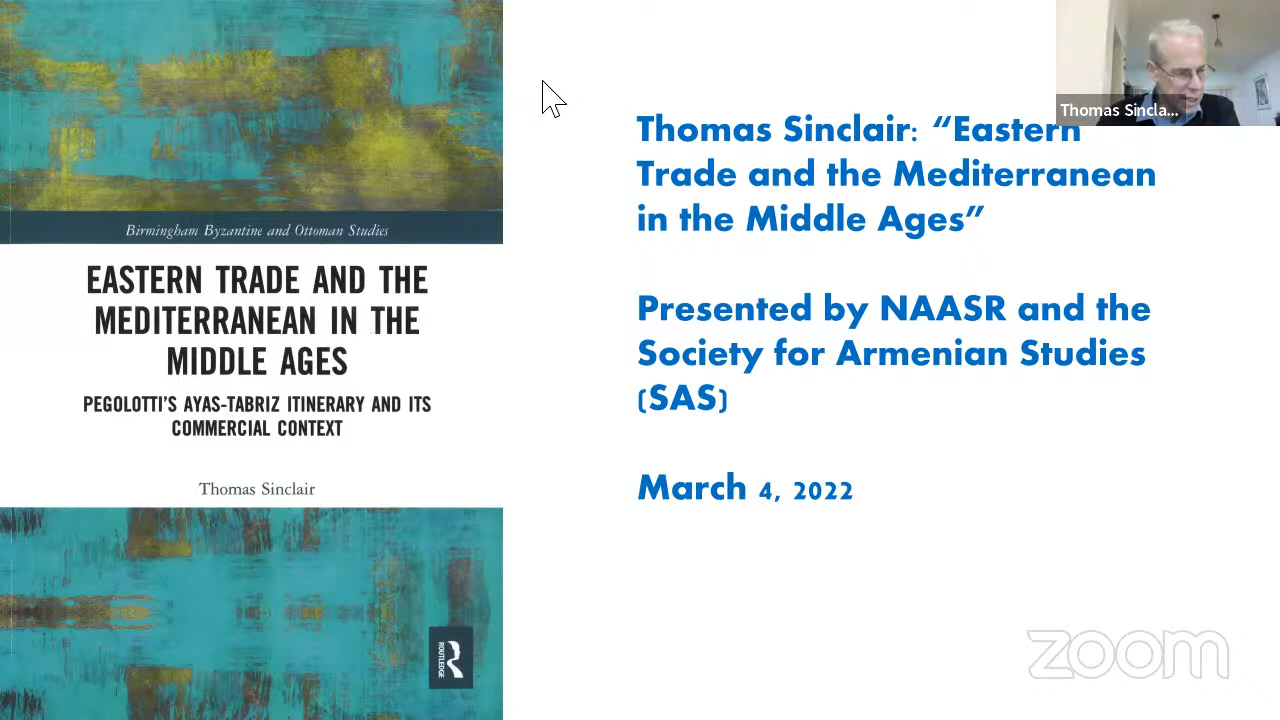 Birmingham Byzantine and Ottoman Studies
EASTERN TRADE AND THE
MEDITERRANEAN IN THE
MIDDLE AGES
PEGOLOTTI'S AYAS-TABRIZ ITINERARY AND ITS
COMMERCIAL CONTEXT
Thomas Sinclair
ROUTLEDGE
Thomas Sinclair: “Eastern
Trade and the Mediterranean
in the Middle Ages”
Presented by NAASR and the
Society for Armenian Studies
(SAS)
March 4, 2022
Thomas Sincla...
zoom